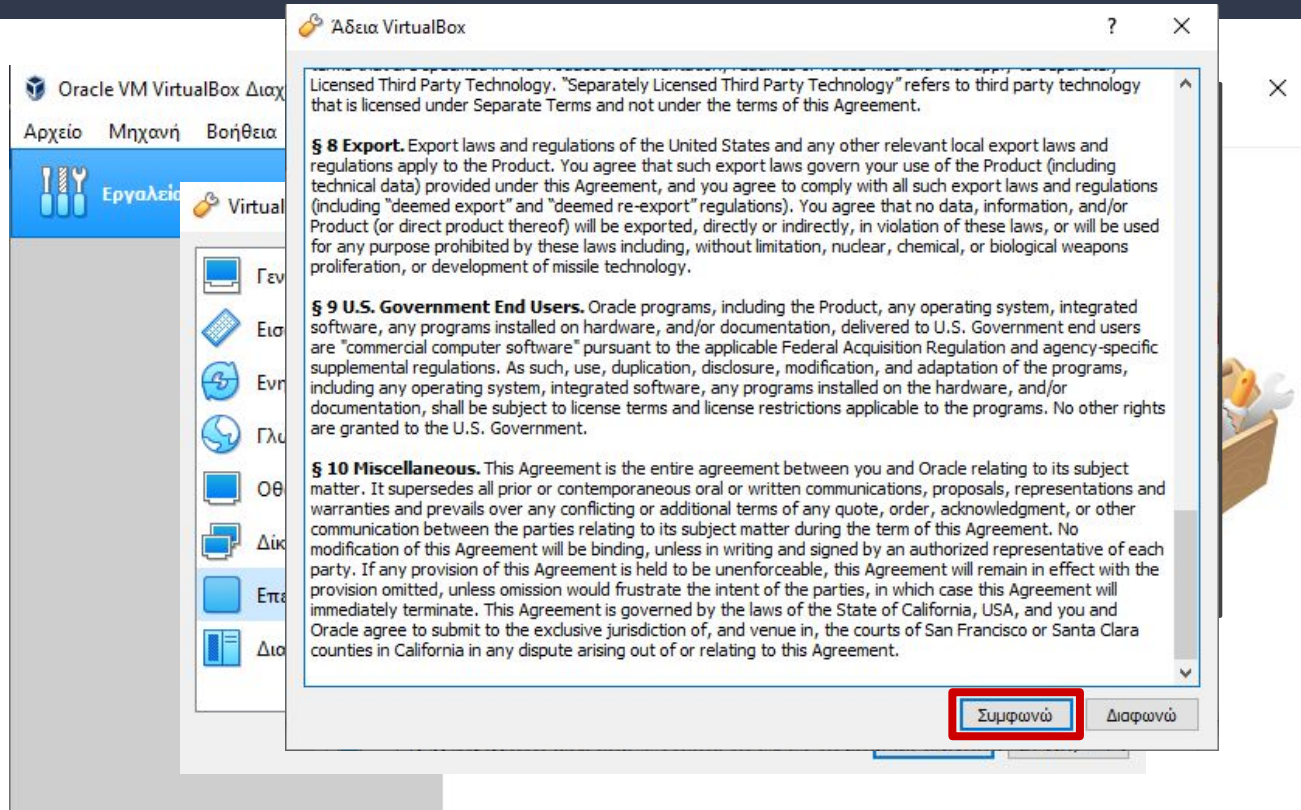 Άδεια VirtualBox
?
Oracle VM VirtualBox Διαχ
Αρχείο Μηχανή Βοήθεια
Εργαλεία
Virtual
Γεν
Εισ
Ενη
Γλω
Οθ
Δίκ
Επε
Δια
Licensed Third Party Technology. “Separately Licensed Third Party Technology” refers to third party technology
that is licensed under Separate Terms and not under the terms of this Agreement.
§ 8 Export. Export laws and regulations of the United States and any other relevant local export laws and
regulations apply to the Product. You agree that such export laws govern your use of the Product (including
technical data) provided under this Agreement, and you agree to comply with all such export laws and regulations
(including “deemed export” and “deemed re-export” regulations). You agree that no data, information, and/or
Product (or direct product thereof) will be exported, directly or indirectly, in violation of these laws, or will be used
for any purpose prohibited by these laws including, without limitation, nuclear, chemical, or biological weapons
proliferation, or development of missile technology.
§ 9 U.S. Government End Users. Oracle programs, including the Product, any operating system, integrated
software, any programs installed on hardware, and/or documentation, delivered to U.S. Government end users
are "commercial computer software" pursuant to the applicable Federal Acquisition Regulation and agency-specific
supplemental regulations. As such, use, duplication, disclosure, modification, and adaptation of the programs,
including any operating system, integrated software, any programs installed on the hardware, and/or
documentation, shall be subject to license terms and license restrictions applicable to the programs. No other rights
are granted to the U.S. Government.
§ 10 Miscellaneous. This Agreement is the entire agreement between you and Oracle relating to its subject
matter. It supersedes all prior or contemporaneous oral or written communications, proposals, representations and
warranties and prevails over any conflicting or additional terms of any quote, order, acknowledgment, or other
communication between the parties relating to its subject matter during the term of this Agreement. No
modification of this Agreement will be binding, unless in writing and signed by an authorized representative of each
party. If any provision of this Agreement is held to be unenforceable, this Agreement will remain in effect with the
provision omitted, unless omission would frustrate the intent of the parties, in which case this Agreement will
immediately terminate. This Agreement is governed by the laws of the State of California, USA, and you and
Oracle agree to submit to the exclusive jurisdiction of, and venue in, the courts of San Francisco or Santa Clara
counties in California in any dispute arising out of or relating to this Agreement.
Συμφωνώ Διαφωνώ